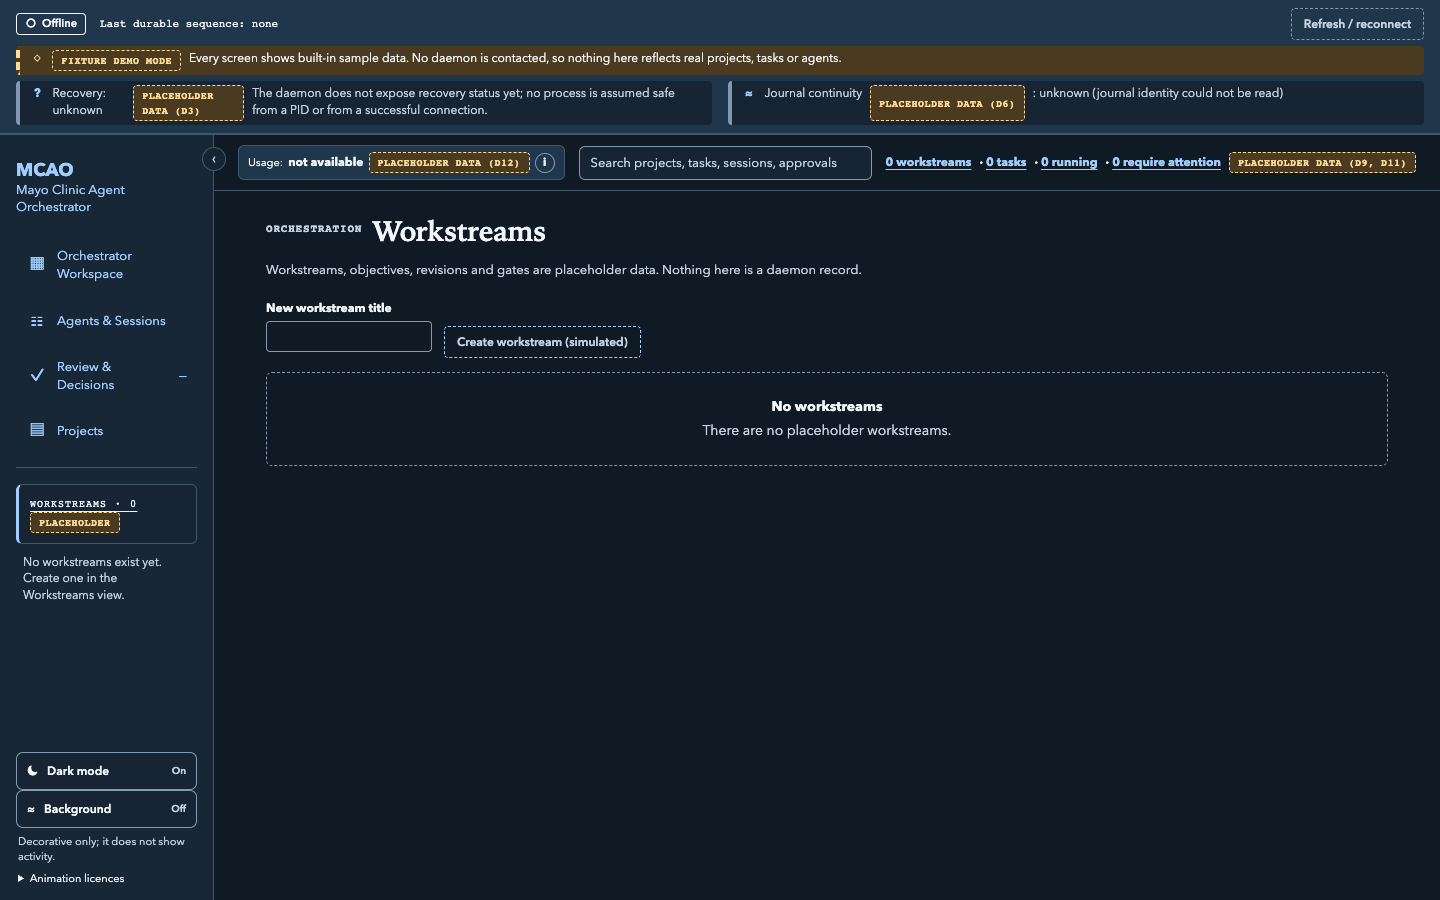 Offline
Last durable sequence: none
Refresh / reconnect
FIXTURE DEMO MODE
Every screen shows built-in sample data. No daemon is contacted, so nothing here reflects real projects, tasks or agents.
?
Recovery:
unknown
PLACEHOLDER
DATA (D3)
The daemon does not expose recovery status yet; no process is assumed safe
from a PID or from a successful connection.
≈
Journal continuity
PLACEHOLDER DATA (D6)
: unknown (journal identity could not be read)
MCAO
Mayo Clinic Agent
Orchestrator
‹
Orchestrator
Workspace
Agents & Sessions
Review &
Decisions
–
Projects
WORKSTREAMS · 0
PLACEHOLDER
No workstreams exist yet.
Create one in the
Workstreams view.
Dark mode On
≈ Background Off
Decorative only; it does not show
activity.
Animation licences
Usage: not available
PLACEHOLDER DATA (D12)
i
Search projects, tasks, sessions, approvals
0 workstreams · 0 tasks · 0 running · 0 require attention
PLACEHOLDER DATA (D9, D11)
ORCHESTRATION Workstreams
Workstreams, objectives, revisions and gates are placeholder data. Nothing here is a daemon record.
New workstream title
Create workstream (simulated)
No workstreams
There are no placeholder workstreams.